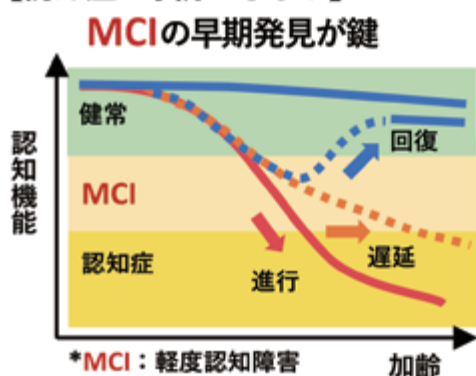 MCIの早期発見が鍵
認知機能
健常
回復
MCI
認知症
進行
遅延
*MCI：軽度認知障害
加齢